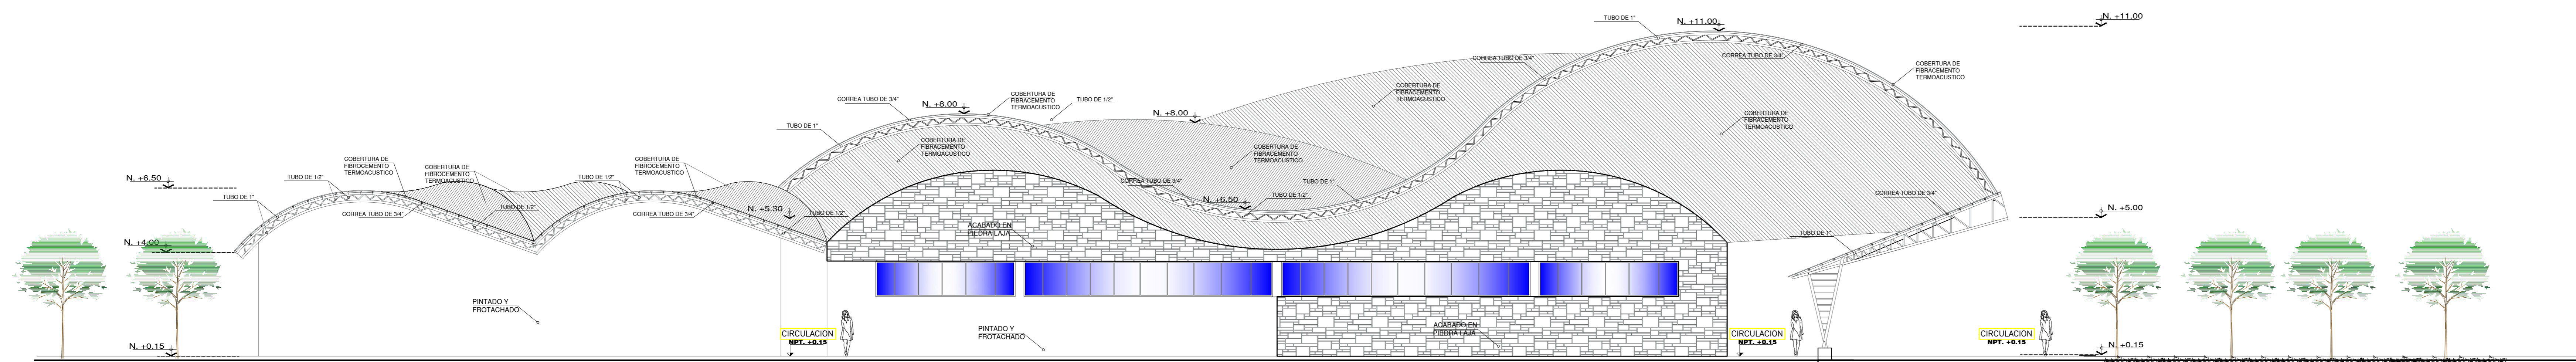 N. +11.00
N. +11.00
TUBO DE 1"
CORREA TUBO DE 3/4"
CORREA TUBO DE 3/4"
COBERTURA DE
FIBRACEMENTO
TERMOACUSTICO
COBERTURA DE
FIBRACEMENTO
TERMOACUSTICO
COBERTURA DE
FIBRACEMENTO
TERMOACUSTICO
CORREA TUBO DE 3/4"
N. +8.00
COBERTURA DE
FIBRACEMENTO
TERMOACUSTICO
TUBO DE 1/2"
N. +8.00
TUBO DE 1"
COBERTURA DE
FIBRACEMENTO
TERMOACUSTICO
COBERTURA DE
FIBRACEMENTO
TERMOACUSTICO
COBERTURA DE
FIBROCEMENTO
TERMOACUSTICO
COBERTURA DE
FIBROCEMENTO
TERMOACUSTICO
COBERTURA DE
FIBROCEMENTO
TERMOACUSTICO
N. +6.50
TUBO DE 1/2"
TUBO DE 1/2"
TUBO DE 1"
CORREA TUBO DE 3/4"
TUBO DE 1/2"
CORREA TUBO DE 3/4"
N. +5.30
TUBO DE 1/2"
CORREA TUBO DE 3/4"
N. +6.50
TUBO DE 1/2"
TUBO DE 1"
CORREA TUBO DE 3/4"
TUBO DE 1"
N. +5.00
N. +4.00
ACABADO EN
PIEDRA LAJA
PINTADO Y
FROTACHADO
PINTADO Y
FROTACHADO
ACABADO EN
PIEDRA LAJA
CIRCULACION
NPT. +0.15
CIRCULACION
NPT. +0.15
CIRCULACION
NPT. +0.15
N. +0.15
N. +0.15